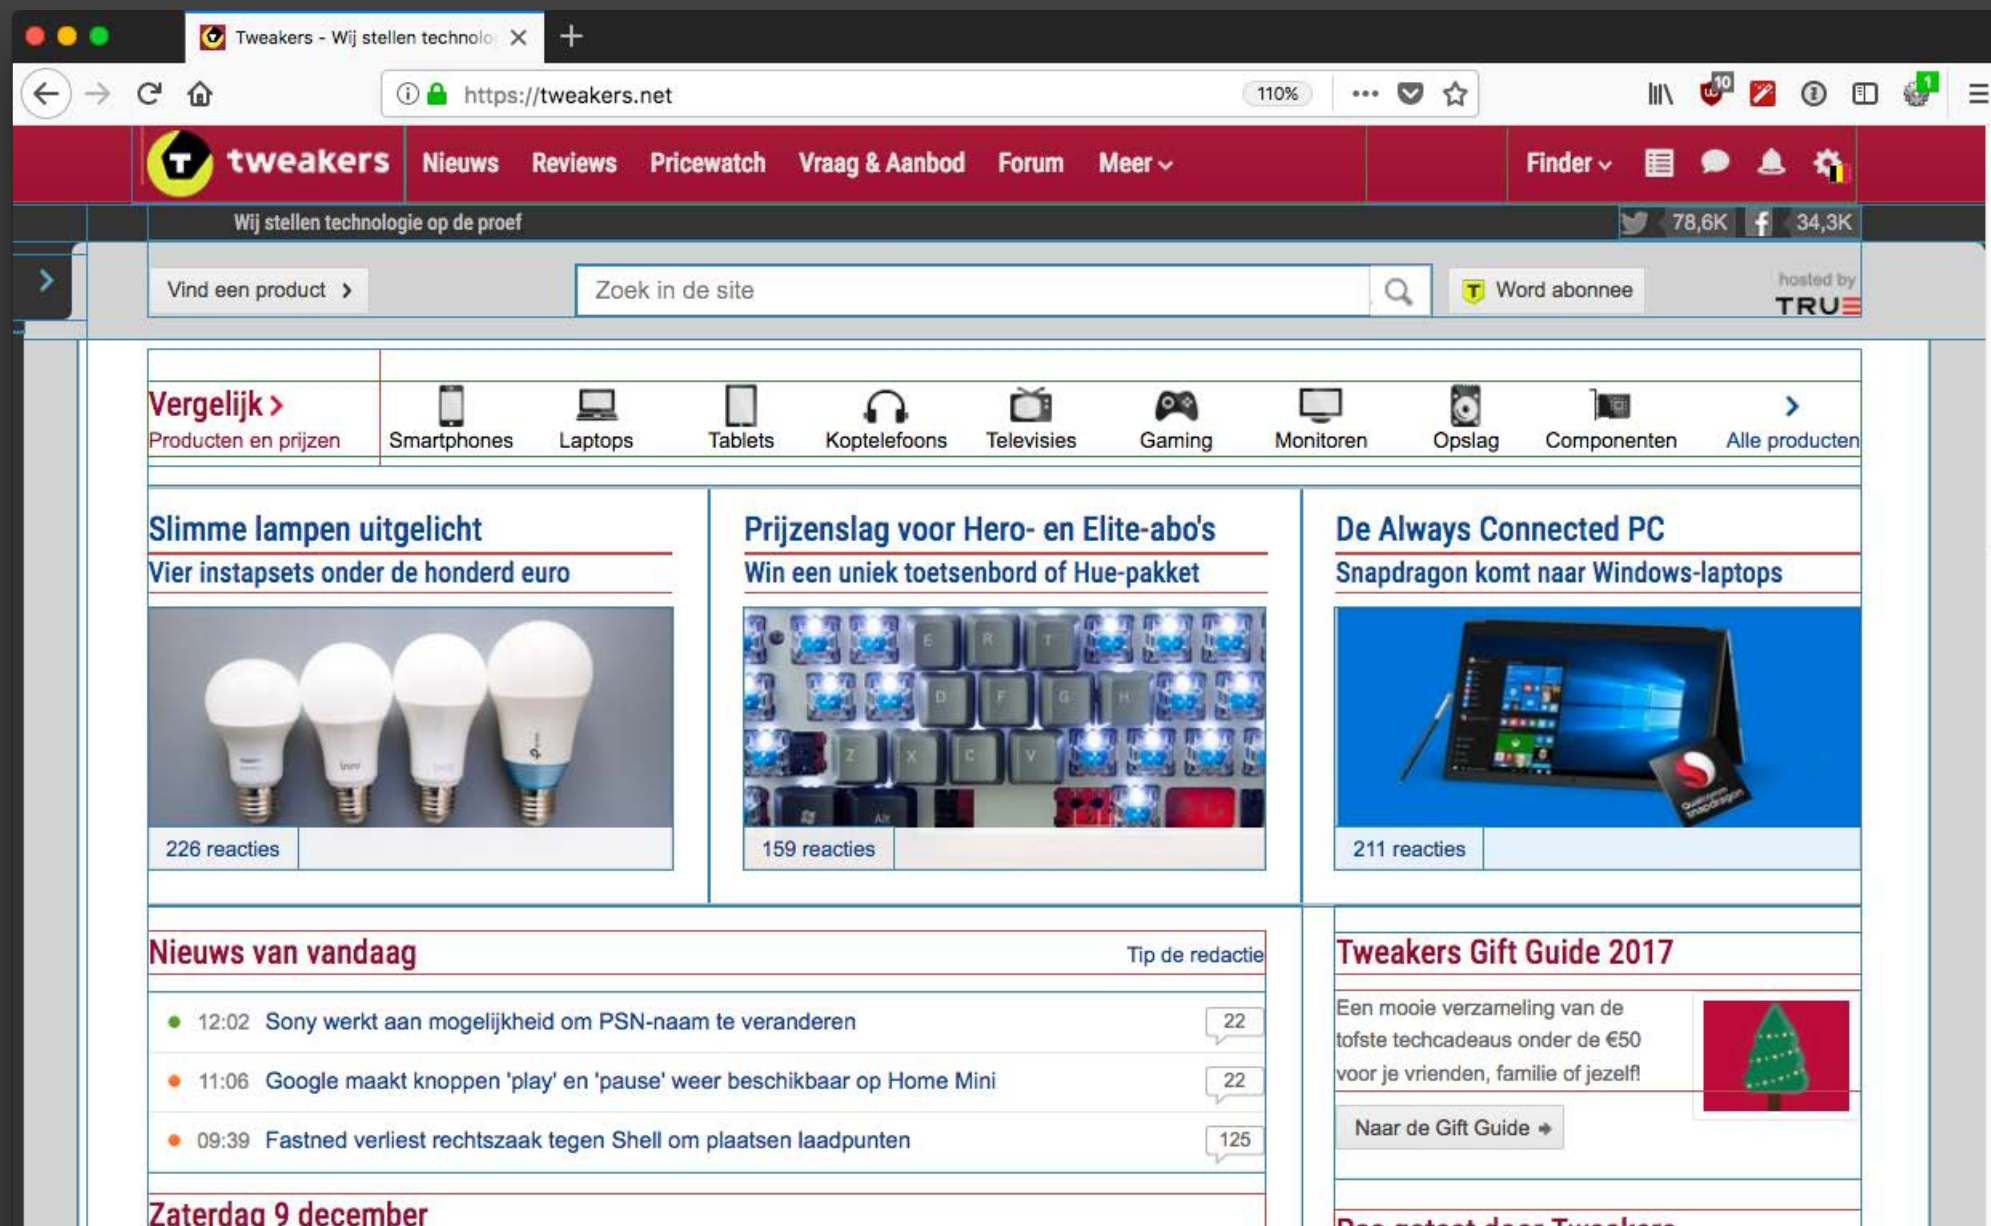 Tweakers - Wij stellen technolo
https://tweakers.net
110%
10
1
tweakers Nieuws Reviews Pricewatch Vraag & Aanbod Forum Meer Finder
Wij stellen technologie op de proef
78,6K 34,3K
Vind een product
Zoek in de site
Word abonnee
hosted by
TRUE
Vergelijk
Producten en prijzen
Smartphones Laptops Tablets Koptelefoons Televisies Gaming Monitoren Opslag Componenten Alle producten
Slimme lampen uitgelicht
Vier instapsets onder de honderd euro
226 reacties
Prijzenslag voor Hero- en Elite-abo's
Win een uniek toetsenbord of Hue-pakket
E R T
D F G H
Z X C V
Alt
159 reacties
De Always Connected PC
Snapdragon komt naar Windows-laptops
Qualcomm
snapdragon
211 reacties
Nieuws van vandaag
Tip de redactie
12:02 Sony werkt aan mogelijkheid om PSN-naam te veranderen 22
11:06 Google maakt knoppen 'play' en 'pause' weer beschikbaar op Home Mini 22
09:39 Fastned verliest rechtszaak tegen Shell om plaatsen laadpunten 125
Zaterdag 9 december
Tweakers Gift Guide 2017
Een mooie verzameling van de
tofste techcadeaus onder de €50
voor je vrienden, familie of jezelf!
Naar de Gift Guide